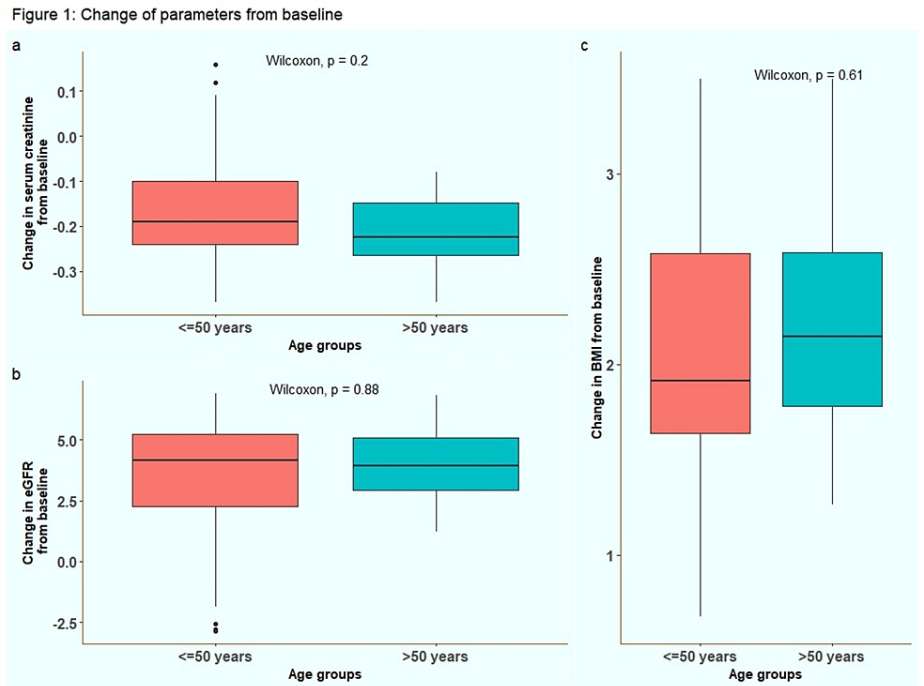 Figure 1: Change of parameters from baseline
a
Wilcoxon, p = 0.2
Change in serum creatinine
from baseline
0.1
0.0
-0.1
-0.2
-0.3
<=50 years
>50 years
Age groups
b
Wilcoxon, p = 0.88
Change in eGFR
from baseline
5.0
2.5
0.0
-2.5
<=50 years
>50 years
Age groups
c
Wilcoxon, p = 0.61
Change in BMI from baseline
3
2
1
<=50 years
>50 years
Age groups